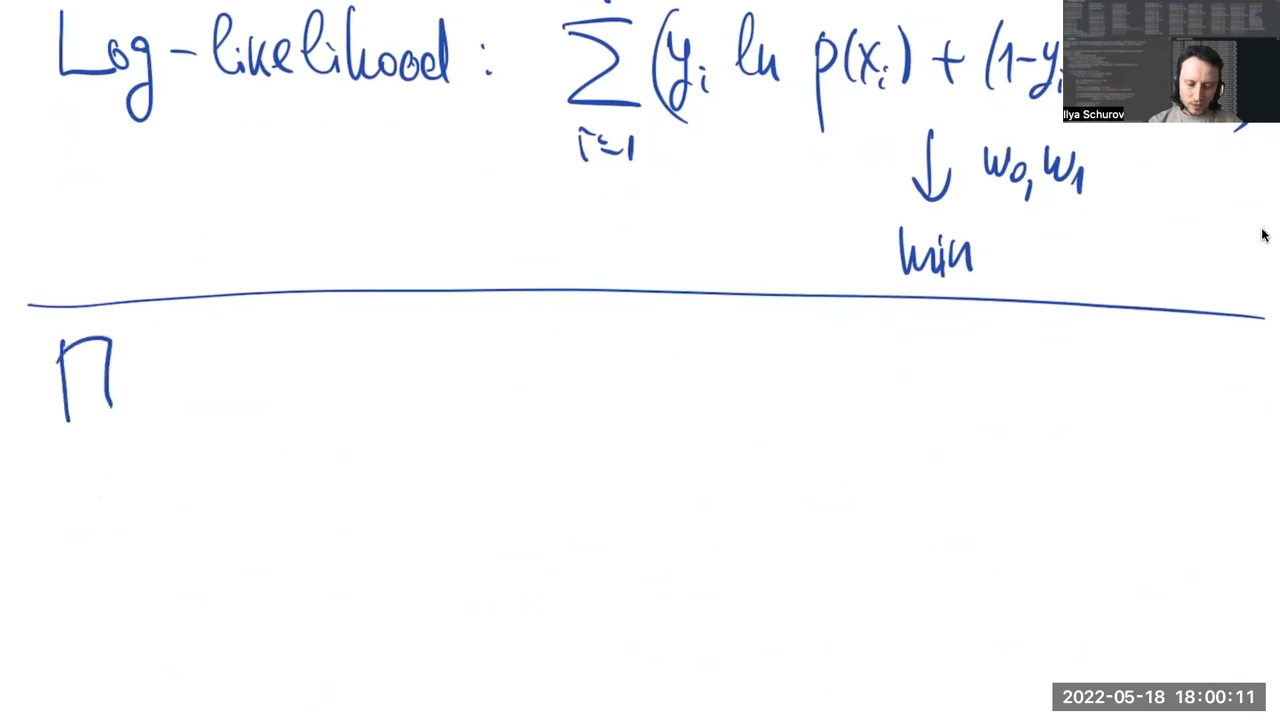 Log-likelihood: ∑ (yᵢ ln p(xᵢ) + (1-yᵢ
i=1
↓ w₀, w₁
min
П
Ilya Schurov
2022-05-18 18:00:11